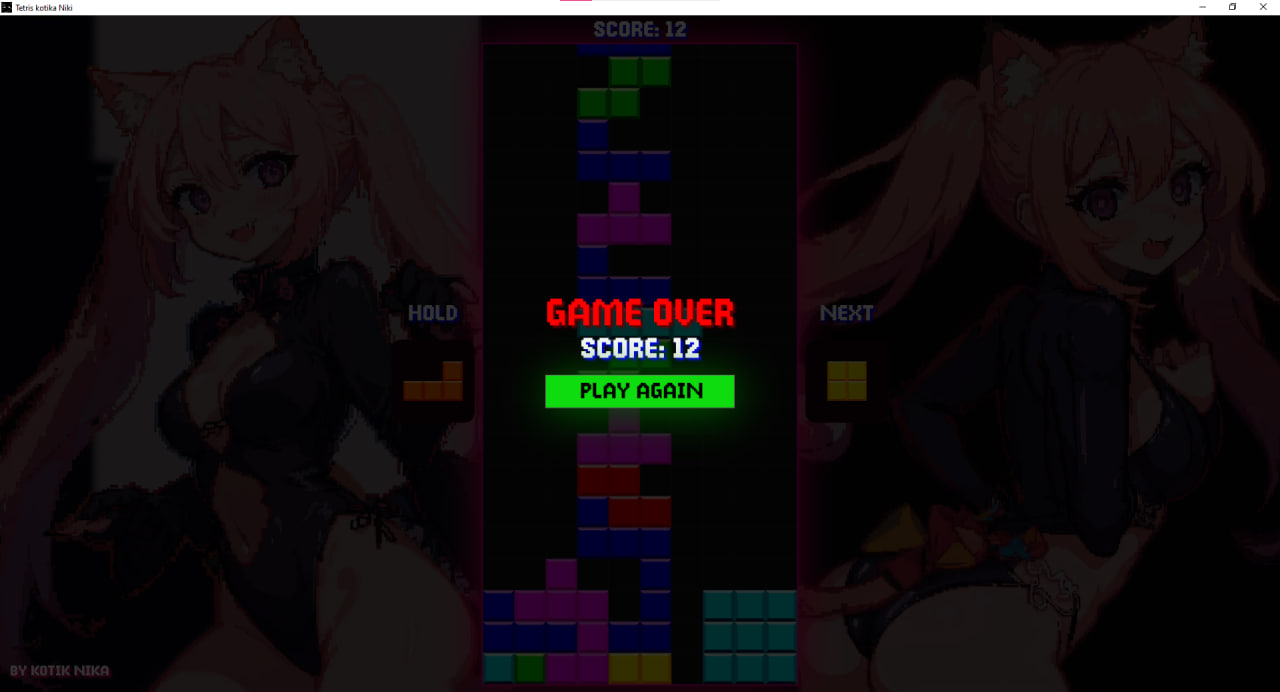 Tetris kotika Niki
SCORE: 12
HOLD
NEXT
GAME OVER
SCORE: 12
PLAY AGAIN
BY KOTIK NIKA